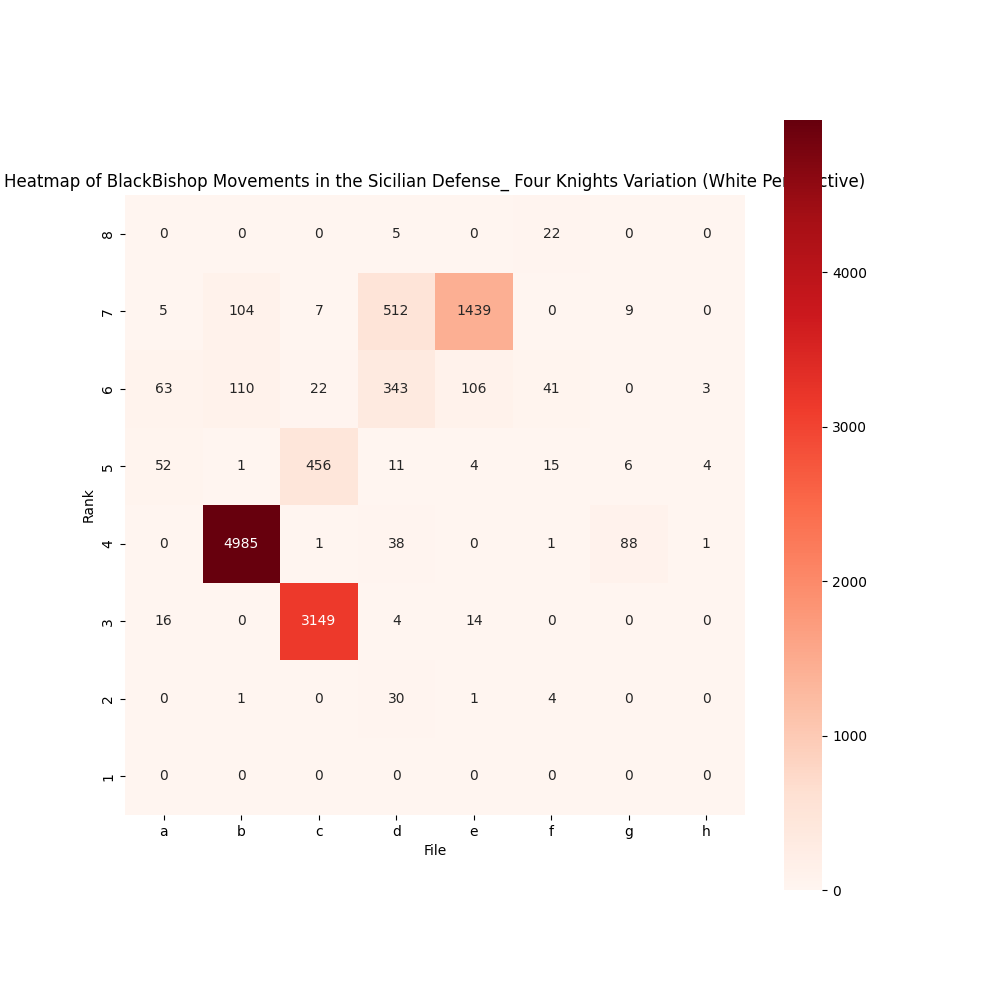 Heatmap of BlackBishop Movements in the Sicilian Defense_ Four Knights Variation (White Pe ctive)
8 0 0 0 5 0 22 0 0
7 5 104 7 512 1439 0 9 0
6 63 110 22 343 106 41 0 3
5 52 1 456 11 4 15 6 4
Rank
4 0 4985 1 38 0 1 88 1
3 16 0 3149 4 14 0 0 0
2 0 1 0 30 1 4 0 0
1 0 0 0 0 0 0 0 0
a b c d e f g h
File
4000
3000
2000
1000
0